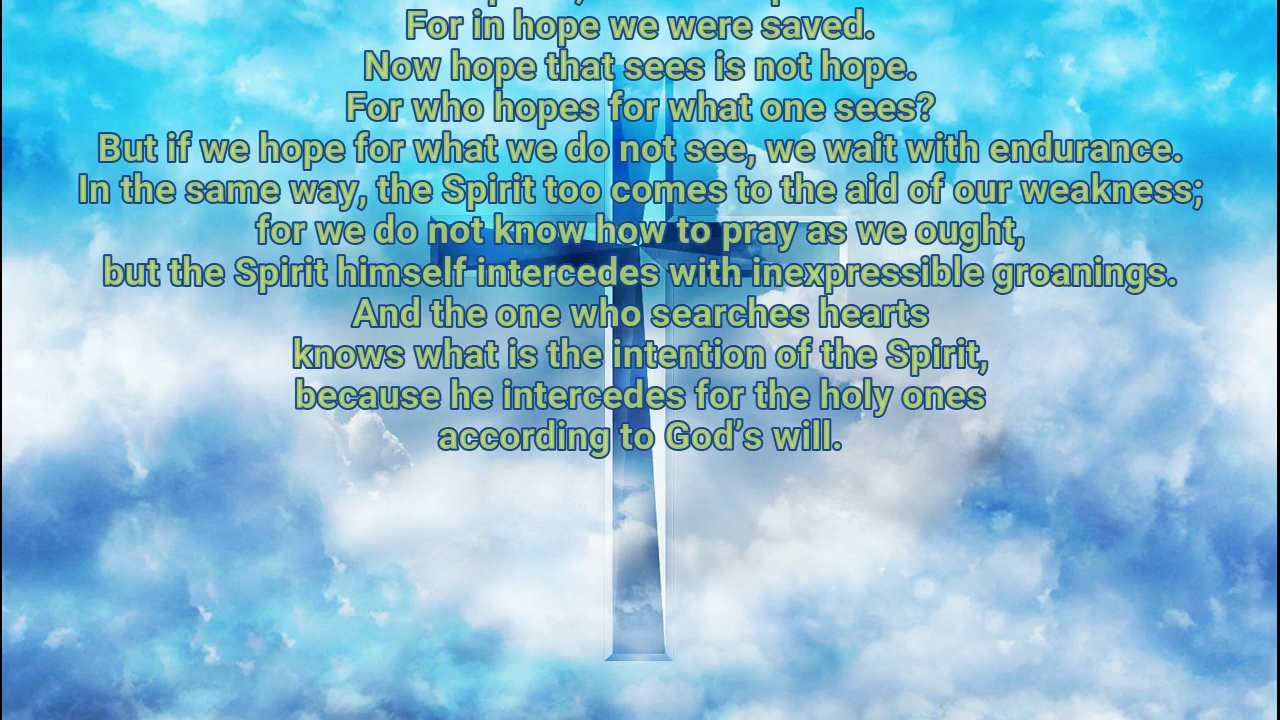 For in hope we were saved.
Now hope that sees is not hope.
For who hopes for what one sees?
But if we hope for what we do not see, we wait with endurance.
In the same way, the Spirit too comes to the aid of our weakness;
for we do not know how to pray as we ought,
but the Spirit himself intercedes with inexpressible groanings.
And the one who searches hearts
knows what is the intention of the Spirit,
because he intercedes for the holy ones
according to God’s will.